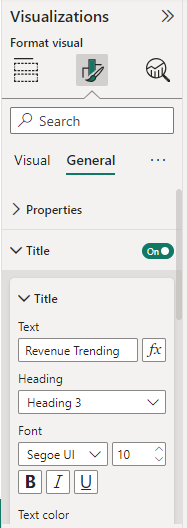 Visualizations
Format visual
Search
Visual General ...
Properties
Title On
Title
Text
Revenue Trending fx
Heading
Heading 3
Font
Segoe UI 10
B I U
Text color